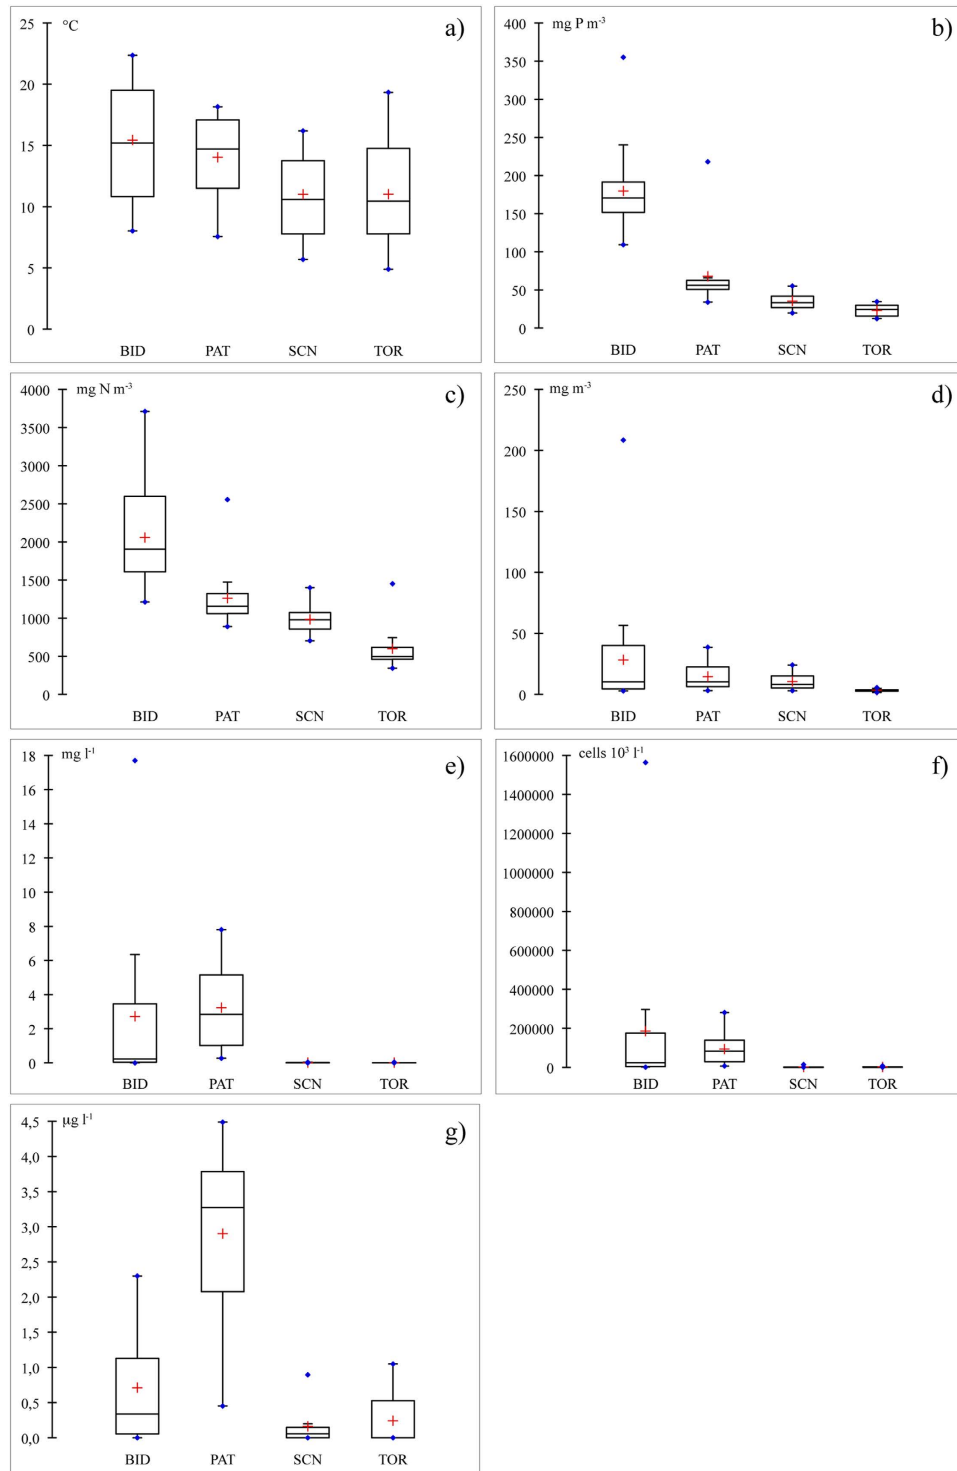 °C
a)
25
20
15
10
5
0
BID PAT SCN TOR
mg P m⁻³
b)
400
350
300
250
200
150
100
50
0
BID PAT SCN TOR
mg N m⁻³
c)
4000
3500
3000
2500
2000
1500
1000
500
0
BID PAT SCN TOR
mg m⁻³
d)
250
200
150
100
50
0
BID PAT SCN TOR
mg l⁻¹
e)
18
16
14
12
10
8
6
4
2
0
BID PAT SCN TOR
cells 10³ l⁻¹
f)
1600000
1400000
1200000
1000000
800000
600000
400000
200000
0
BID PAT SCN TOR
µg l⁻¹
g)
4,5
4,0
3,5
3,0
2,5
2,0
1,5
1,0
0,5
0,0
BID PAT SCN TOR